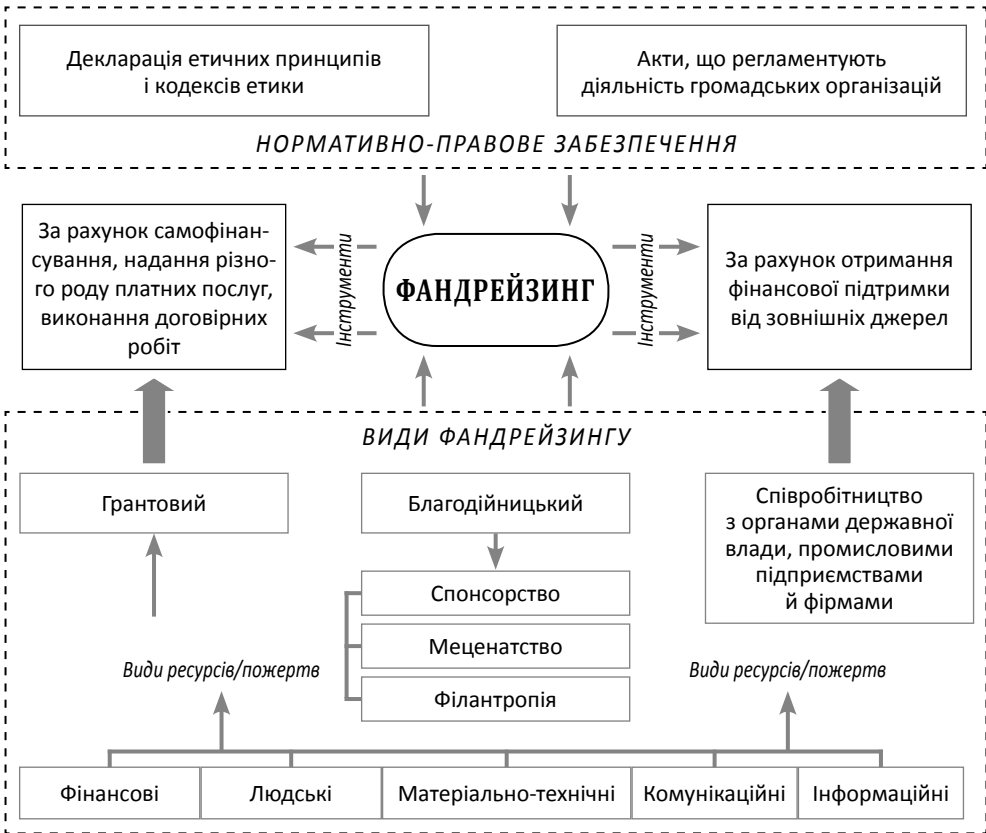 Декларація етичних принципів
і кодексів етики
Акти, що регламентують
діяльність громадських організацій
НОРМАТИВНО-ПРАВОВЕ ЗАБЕЗПЕЧЕННЯ
За рахунок самофінан-
сування, надання різно-
го роду платних послуг,
виконання договірних
робіт
Інструменти
ФАНДРЕЙЗИНГ
Інструменти
За рахунок отримання
фінансової підтримки
від зовнішніх джерел
ВИДИ ФАНДРЕЙЗИНГУ
Грантовий
Благодійницький
Співробітництво
з органами державної
влади, промисловими
підприємствами
й фірмами
Спонсорство
Меценатство
Філантропія
Види ресурсів/пожертв
Види ресурсів/пожертв
Фінансові
Людські
Матеріально-технічні
Комунікаційні
Інформаційні